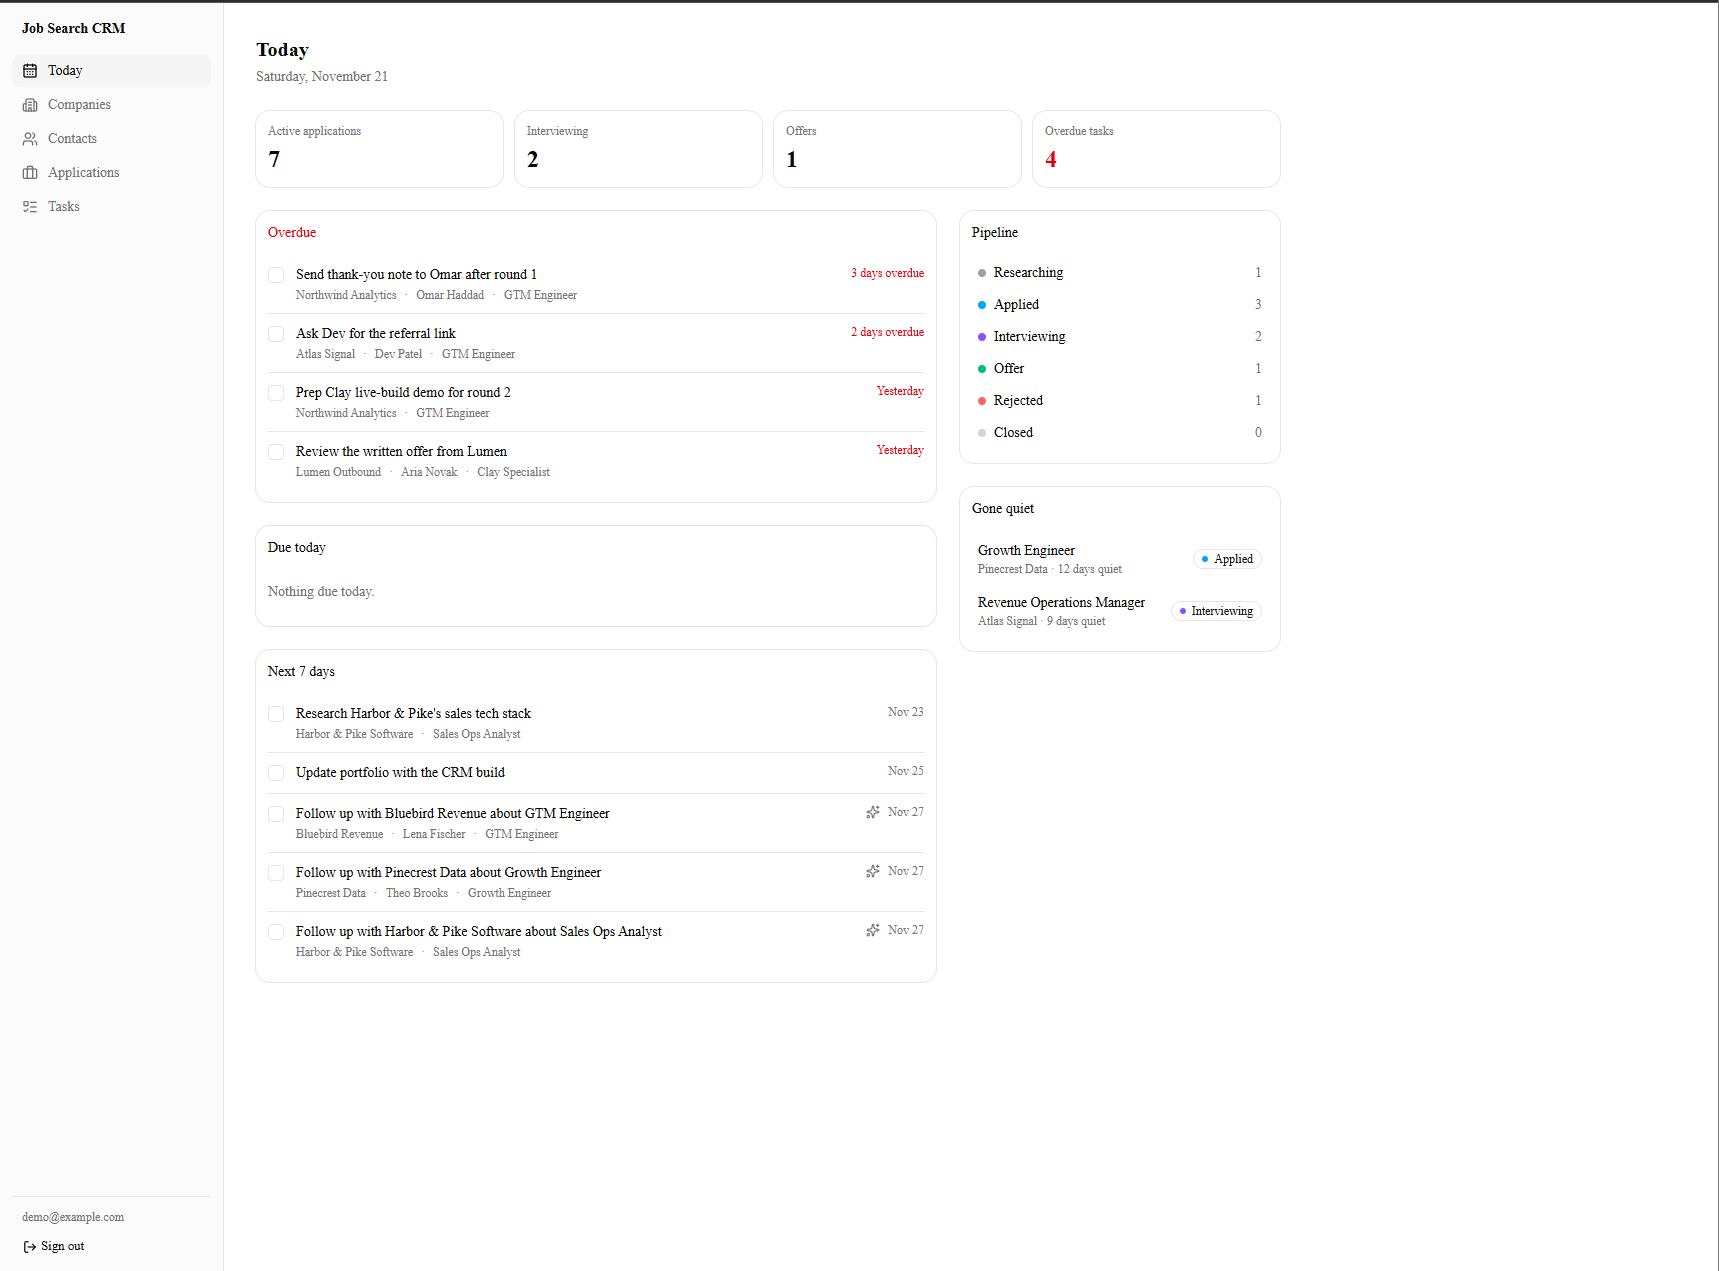 Job Search CRM
Today
Companies
Contacts
Applications
Tasks
demo@example.com
Sign out
Today
Saturday, November 21
Active applications
7
Interviewing
2
Offers
1
Overdue tasks
4
Overdue
Send thank-you note to Omar after round 1
3 days overdue
Northwind Analytics · Omar Haddad · GTM Engineer
Ask Dev for the referral link
2 days overdue
Atlas Signal · Dev Patel · GTM Engineer
Prep Clay live-build demo for round 2
Yesterday
Northwind Analytics · GTM Engineer
Review the written offer from Lumen
Yesterday
Lumen Outbound · Aria Novak · Clay Specialist
Due today
Nothing due today.
Next 7 days
Research Harbor & Pike's sales tech stack
Nov 23
Harbor & Pike Software · Sales Ops Analyst
Update portfolio with the CRM build
Nov 25
Follow up with Bluebird Revenue about GTM Engineer
Nov 27
Bluebird Revenue · Lena Fischer · GTM Engineer
Follow up with Pinecrest Data about Growth Engineer
Nov 27
Pinecrest Data · Theo Brooks · Growth Engineer
Follow up with Harbor & Pike Software about Sales Ops Analyst
Nov 27
Harbor & Pike Software · Sales Ops Analyst
Pipeline
Researching 1
Applied 3
Interviewing 2
Offer 1
Rejected 1
Closed 0
Gone quiet
Growth Engineer
Pinecrest Data · 12 days quiet
Applied
Revenue Operations Manager
Atlas Signal · 9 days quiet
Interviewing